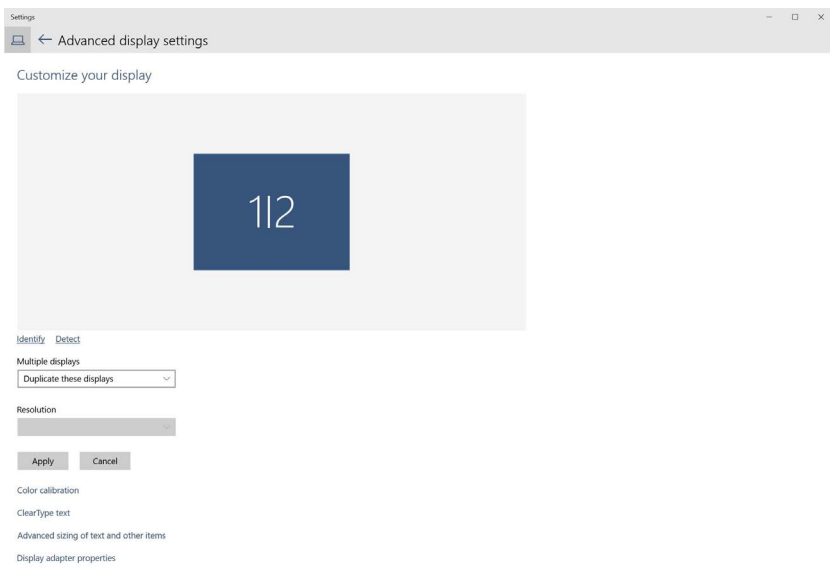 Settings
Advanced display settings
Customize your display
1|2
Identify Detect
Multiple displays
Duplicate these displays
Resolution
Apply Cancel
Color calibration
ClearType text
Advanced sizing of text and other items
Display adapter properties